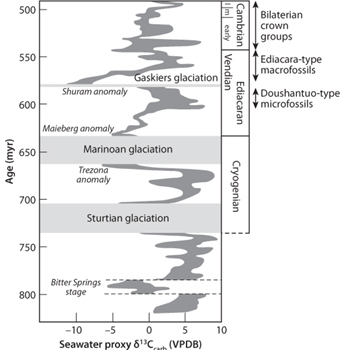 500
550
600
650
700
750
800
Age (myr)
Gaskiers glaciation
Shuram anomaly
Maieberg anomaly
Marinoan glaciation
Trezona
anomaly
Sturtian glaciation
Bitter Springs
stage
l
m
early
Cambrian
Vendian
Ediacaran
Cryogenian
Bilaterian
crown
groups
Ediacara-type
macrofossils
Doushantuo-type
microfossils
−10
−5
0
5
10
Seawater proxy δ¹³Ccarb (VPDB)